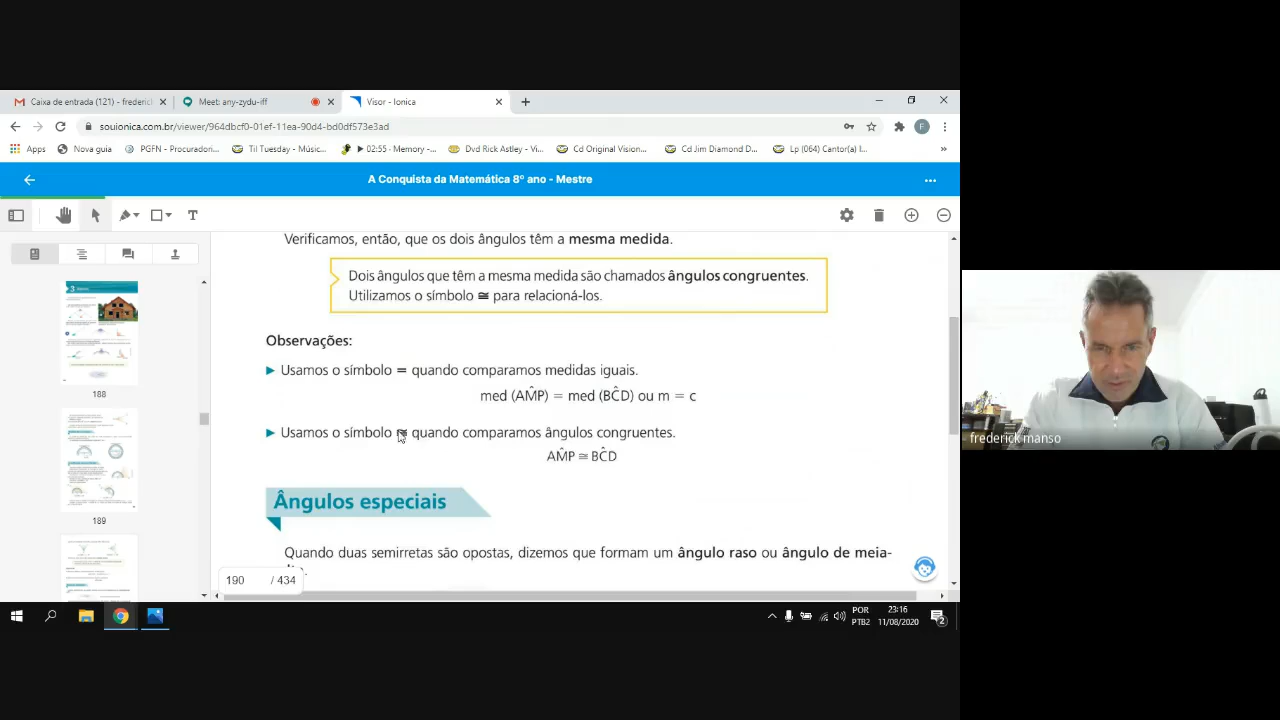 Caixa de entrada (121) - frederic
Meet: any-zydu-iff
Visor - Ionica
souionica.com.br/viewer/964dbcf0-01ef-11ea-90d4-bd0df573e3ad
F
Apps
Nova guia
PGFN - Procuradori...
Til Tuesday - Músic...
02:55 · Memory -...
Dvd Rick Astley - Vi...
Cd Original Vision...
Cd Jim Diamond D...
Lp (064) Cantor(a) I...
»
A Conquista da Matemática 8º ano - Mestre
T
Verificamos, então, que os dois ângulos têm a mesma medida.
Dois ângulos que têm a mesma medida são chamados ângulos congruentes.
Utilizamos o símbolo ≅ para relacioná-los.
Observações:
Usamos o símbolo = quando comparamos medidas iguais.
med (AM̂P) = med (BĈD) ou m = c
Usamos o símbolo ≅ quando comparamos ângulos congruentes.
AM̂P ≅ BĈD
Ângulos especiais
Quando duas semirretas são opostas, dizemos que formam um ângulo raso ou ângulo de meia-
188
189
190 / 434
frederick manso
POR
PTB2
23:16
11/08/2020
2